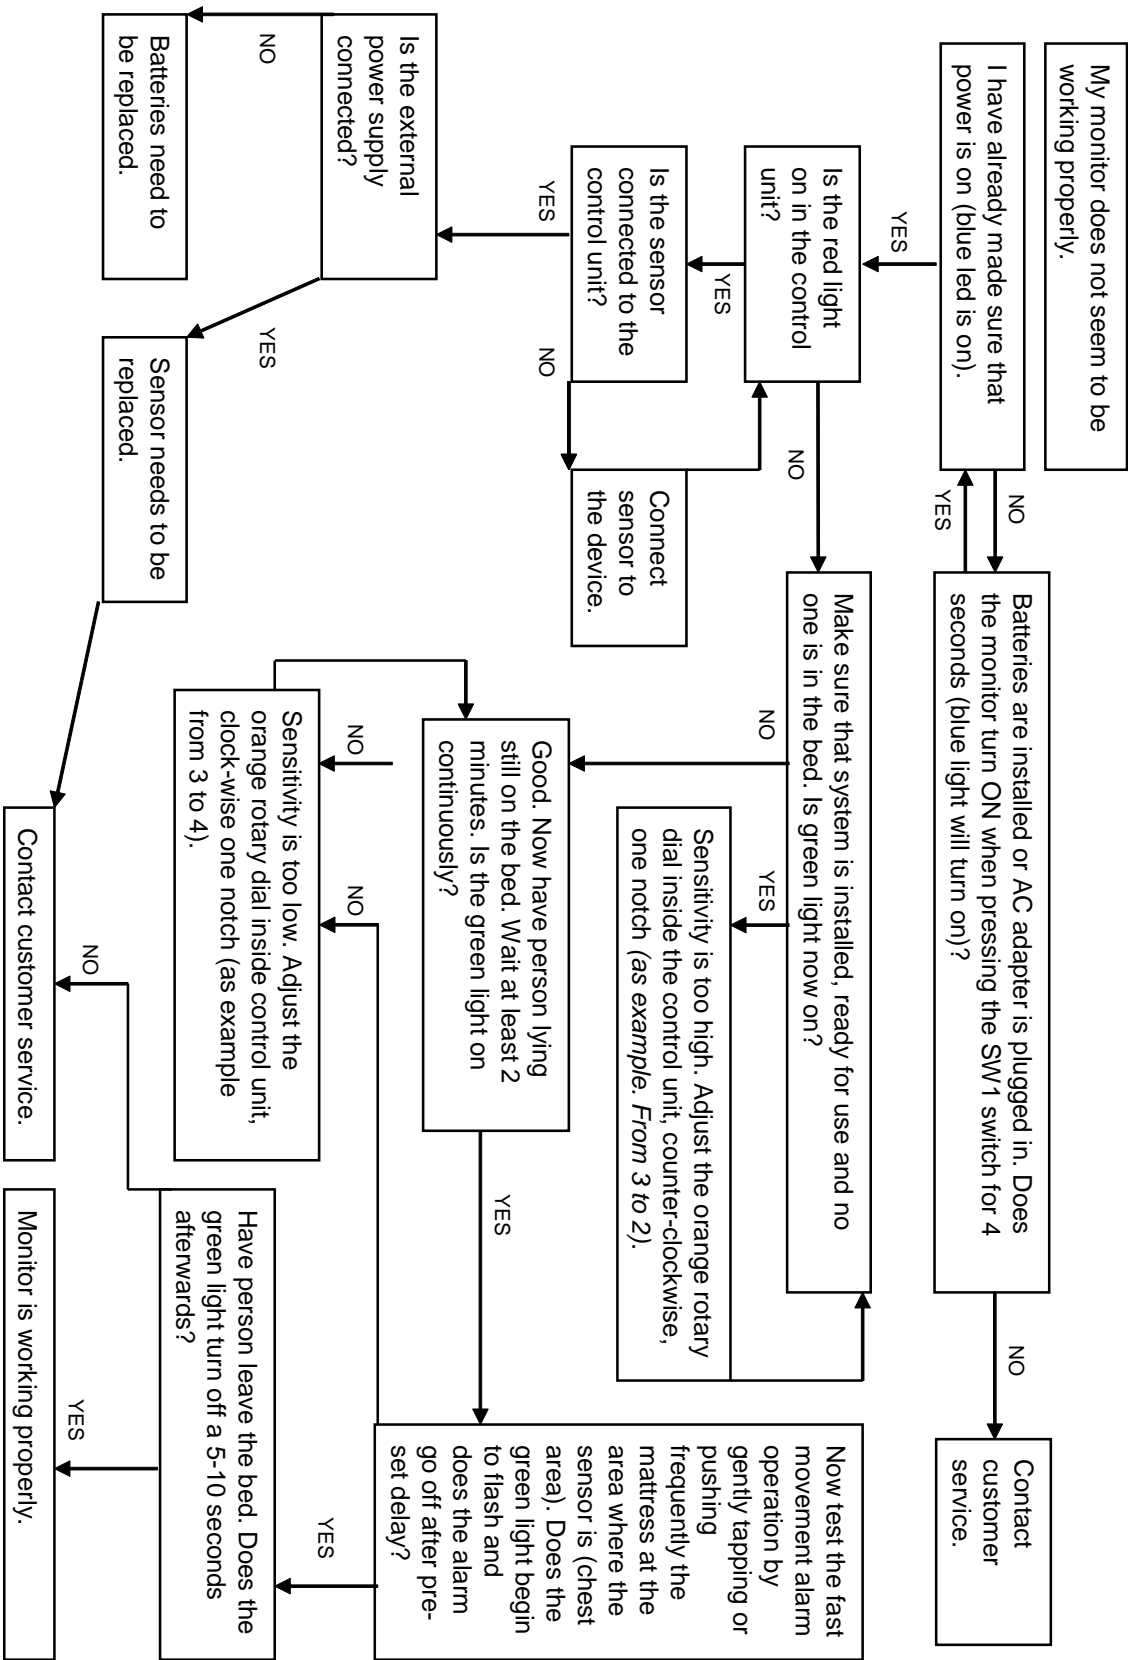 My monitor does not seem to be
working properly.
I have already made sure that
power is on (blue led is on).
NO
YES
Batteries are installed or AC adapter is plugged in. Does
the monitor turn ON when pressing the SW1 switch for 4
seconds (blue light will turn on)?
NO
Contact
customer
service.
YES
Is the red light
on in the control
unit?
NO
Make sure that system is installed, ready for use and no
one is in the bed. Is green light now on?
YES
Sensitivity is too high. Adjust the orange rotary
dial inside the control unit, counter-clockwise,
one notch (as example. From 3 to 2).
NO
YES
Is the sensor
connected to the
control unit?
NO
Connect
sensor to
the device.
YES
Good. Now have person lying
still on the bed. Wait at least 2
minutes. Is the green light on
continuously?
YES
Now test the fast
movement alarm
operation by
gently tapping or
pushing
frequently the
mattress at the
area where the
sensor is (chest
area). Does the
green light begin
to flash and
does the alarm
go off after pre-
set delay?
NO
NO
Is the external
power supply
connected?
Sensitivity is too low. Adjust the
orange rotary dial inside control unit,
clock-wise one notch (as example
from 3 to 4).
YES
NO
YES
Have person leave the bed. Does the
green light turn off a 5-10 seconds
afterwards?
Batteries need to
be replaced.
Sensor needs to be
replaced.
NO
YES
Contact customer service.
Monitor is working properly.